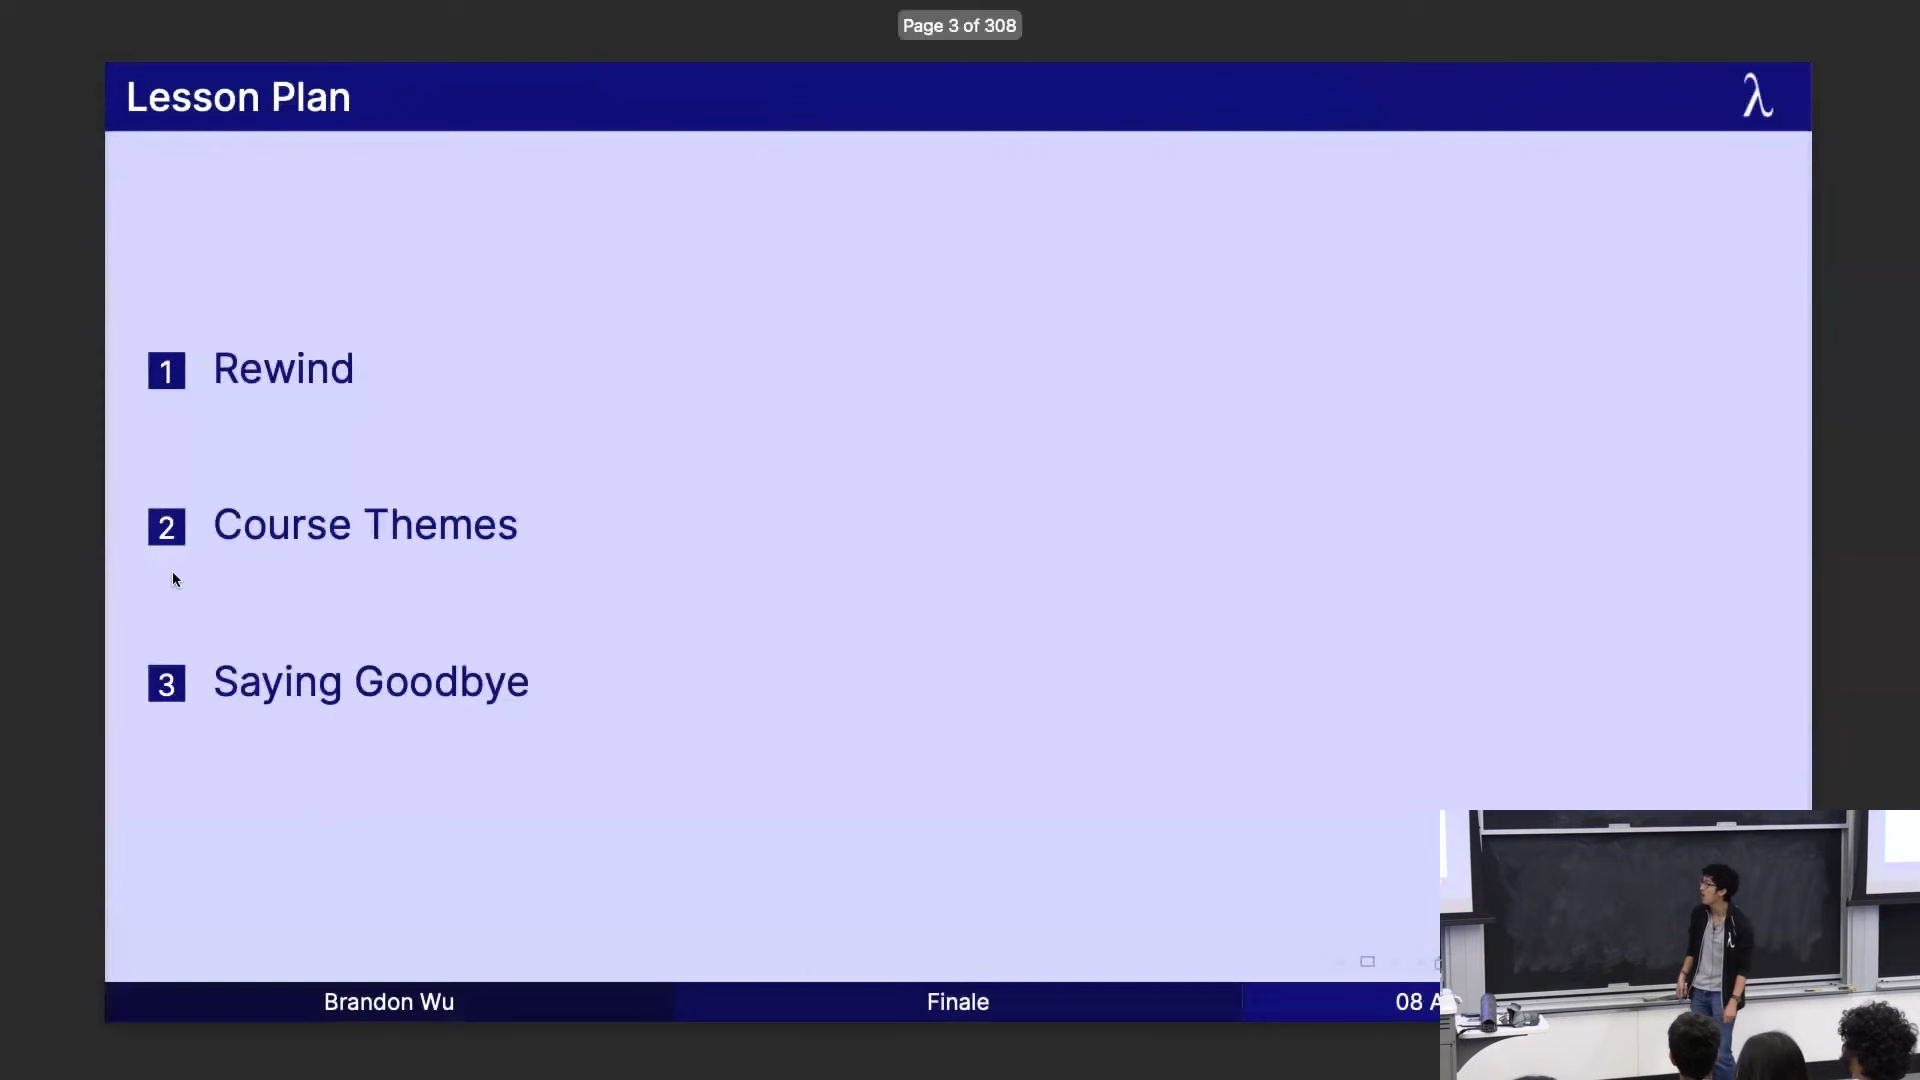 Page 3 of 308
Lesson Plan
λ
1 Rewind
2 Course Themes
3 Saying Goodbye
Brandon Wu
Finale
08 A
λ